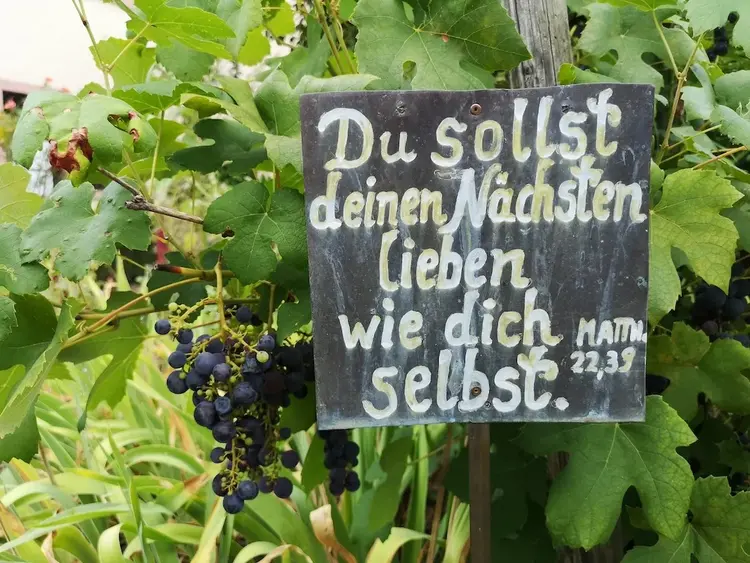 Du sollst
deinen Nächsten
lieben
wie dich MATTH.
selbst. 22,39